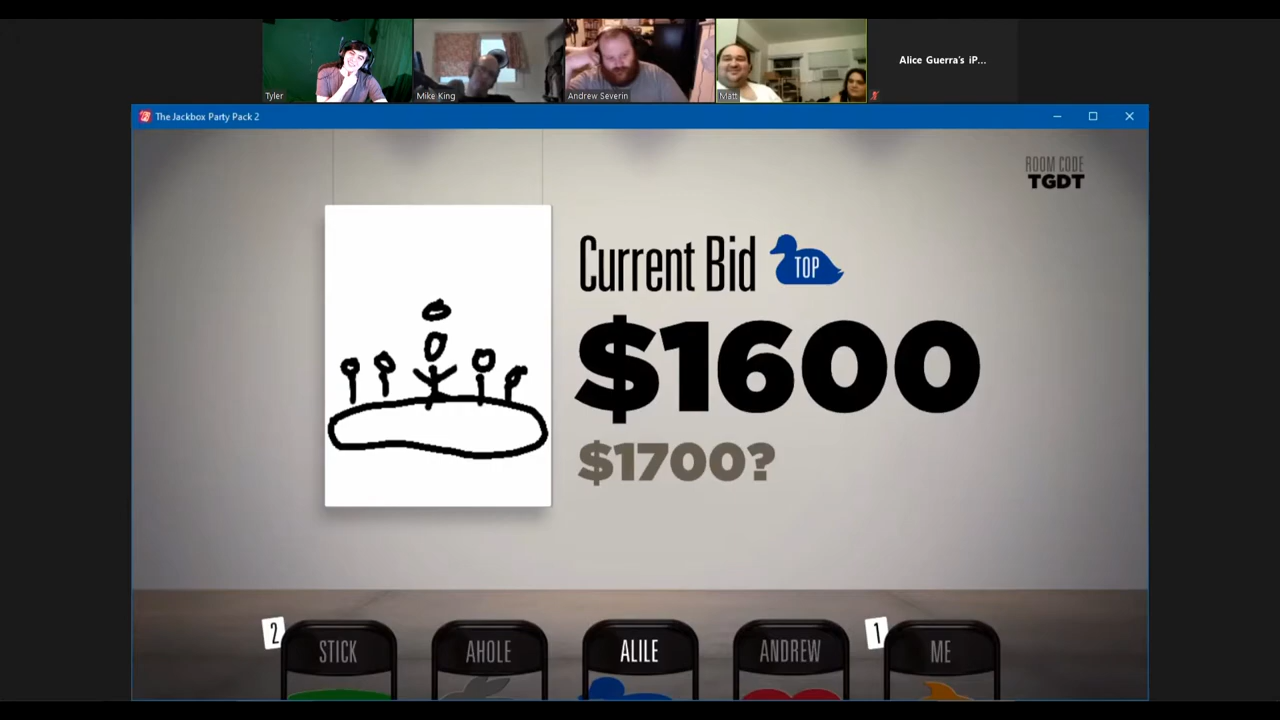 Tyler
Mike King
Andrew Severin
Matt
Alice Guerra's iP...
The Jackbox Party Pack 2
ROOM CODE
TGDT
Current Bid
TOP
$1600
$1700?
2
STICK
AHOLE
ALILE
ANDREW
1
ME